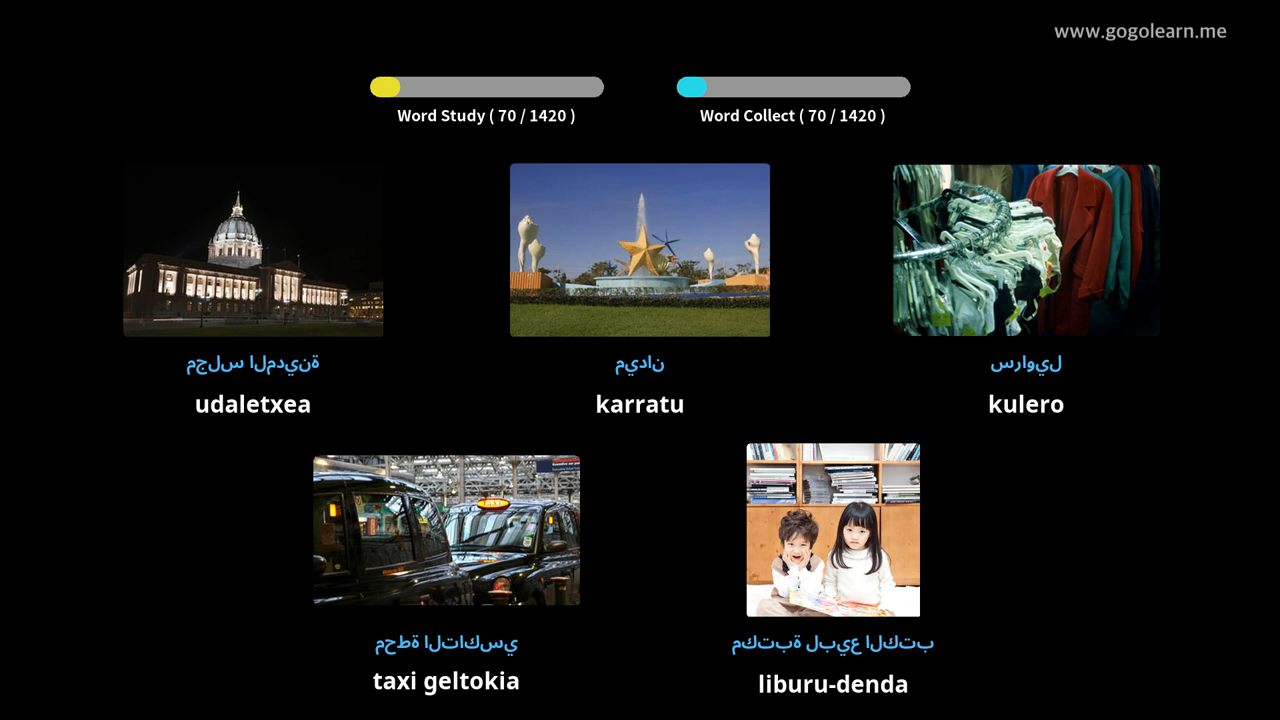 www.gogolearn.me
Word Study ( 70 / 1420 )
Word Collect ( 70 / 1420 )
مجلس المدينة
ميدان
سراويل
udaletxea
karratu
kulero
TAXI
محطة التاكسي
مكتبة لبيع الكتب
taxi geltokia
liburu-denda